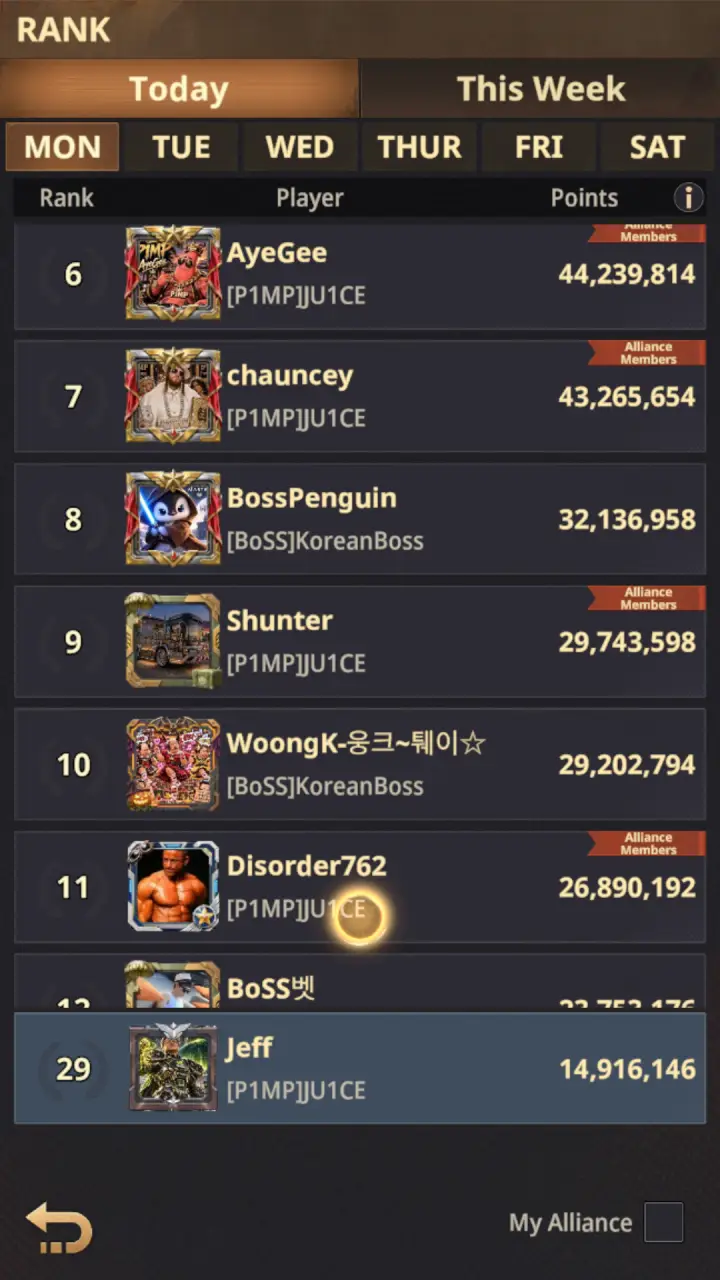 RANK
Today
This Week
MON
TUE
WED
THUR
FRI
SAT
Rank
Player
Points
Alliance
Members
6
AyeGee
[P1MP]JU1CE
44,239,814
Alliance
Members
7
chauncey
[P1MP]JU1CE
43,265,654
8
BossPenguin
[BoSS]KoreanBoss
32,136,958
Alliance
Members
9
Shunter
[P1MP]JU1CE
29,743,598
10
WoongK-웅크~퉤이☆
[BoSS]KoreanBoss
29,202,794
Alliance
Members
11
Disorder762
[P1MP]JU1CE
26,890,192
12
BoSS벳
29
Jeff
[P1MP]JU1CE
14,916,146
My Alliance